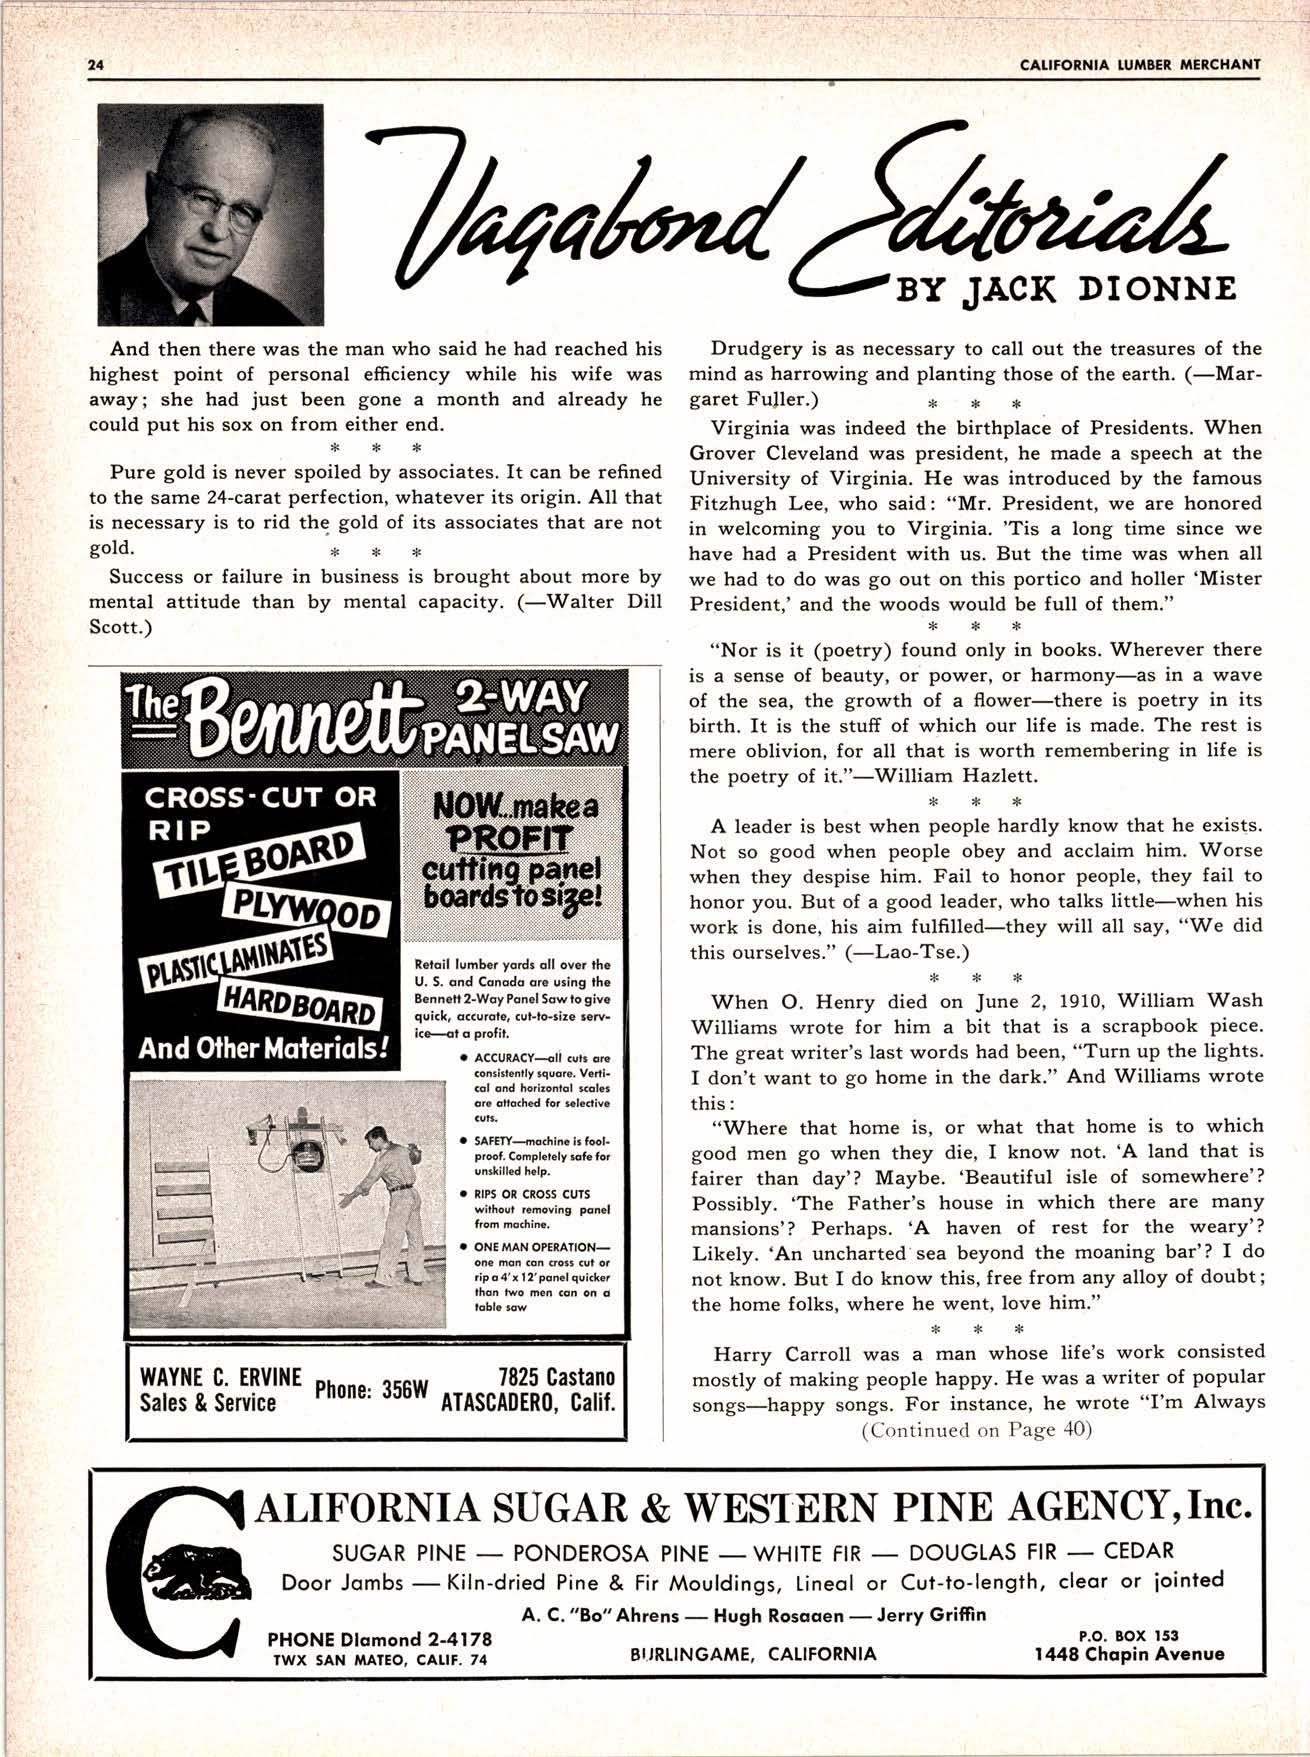 24
CALIFORNIA LUMBER MERCHANT
Vagabond Editorials
BY JACK DIONNE
And then there was the man who said he had reached his
highest point of personal efficiency while his wife was
away; she had just been gone a month and already he
could put his sox on from either end.
* * *
Pure gold is never spoiled by associates. It can be refined
to the same 24-carat perfection, whatever its origin. All that
is necessary is to rid the gold of its associates that are not
gold.
* * *
Success or failure in business is brought about more by
mental attitude than by mental capacity. (—Walter Dill
Scott.)
The Bennett 2-WAY
PANEL SAW
CROSS-CUT OR
RIP
TILE BOARD
PLYWOOD
PLASTIC LAMINATES
HARDBOARD
And Other Materials!
NOW...make a
PROFIT
cutting panel
boards to size!
Retail lumber yards all over the
U. S. and Canada are using the
Bennett 2-Way Panel Saw to give
quick, accurate, cut-to-size serv-
ice—at a profit.
• ACCURACY—all cuts are
consistently square. Verti-
cal and horizontal scales
are attached for selective
cuts.
• SAFETY—machine is fool-
proof. Completely safe for
unskilled help.
• RIPS OR CROSS CUTS
without removing panel
from machine.
• ONE MAN OPERATION—
one man can cross cut or
rip a 4'x12' panel quicker
than two men can on a
table saw
WAYNE C. ERVINE
Sales & Service
Phone: 356W
7825 Castano
ATASCADERO, Calif.
Drudgery is as necessary to call out the treasures of the
mind as harrowing and planting those of the earth. (—Mar-
garet Fuller.)
* * *
Virginia was indeed the birthplace of Presidents. When
Grover Cleveland was president, he made a speech at the
University of Virginia. He was introduced by the famous
Fitzhugh Lee, who said: “Mr. President, we are honored
in welcoming you to Virginia. ’Tis a long time since we
have had a President with us. But the time was when all
we had to do was go out on this portico and holler ‘Mister
President,’ and the woods would be full of them.”
* * *
“Nor is it (poetry) found only in books. Wherever there
is a sense of beauty, or power, or harmony—as in a wave
of the sea, the growth of a flower—there is poetry in its
birth. It is the stuff of which our life is made. The rest is
mere oblivion, for all that is worth remembering in life is
the poetry of it.”—William Hazlett.
* * *
A leader is best when people hardly know that he exists.
Not so good when people obey and acclaim him. Worse
when they despise him. Fail to honor people, they fail to
honor you. But of a good leader, who talks little—when his
work is done, his aim fulfilled—they will all say, “We did
this ourselves.” (—Lao-Tse.)
* * *
When O. Henry died on June 2, 1910, William Wash
Williams wrote for him a bit that is a scrapbook piece.
The great writer’s last words had been, “Turn up the lights.
I don’t want to go home in the dark.” And Williams wrote
this:
“Where that home is, or what that home is to which
good men go when they die, I know not. ‘A land that is
fairer than day’? Maybe. ‘Beautiful isle of somewhere’?
Possibly. ‘The Father’s house in which there are many
mansions’? Perhaps. ‘A haven of rest for the weary’?
Likely. ‘An uncharted sea beyond the moaning bar’? I do
not know. But I do know this, free from any alloy of doubt;
the home folks, where he went, love him.”
* * *
Harry Carroll was a man whose life’s work consisted
mostly of making people happy. He was a writer of popular
songs—happy songs. For instance, he wrote “I’m Always
(Continued on Page 40)
CALIFORNIA SUGAR & WESTERN PINE AGENCY, Inc.
SUGAR PINE — PONDEROSA PINE — WHITE FIR — DOUGLAS FIR — CEDAR
Door Jambs — Kiln-dried Pine & Fir Mouldings, Lineal or Cut-to-length, clear or jointed
A. C. "Bo" Ahrens — Hugh Rosaaen — Jerry Griffin
PHONE DIamond 2-4178
TWX SAN MATEO, CALIF. 74
BURLINGAME, CALIFORNIA
P.O. BOX 153
1448 Chapin Avenue